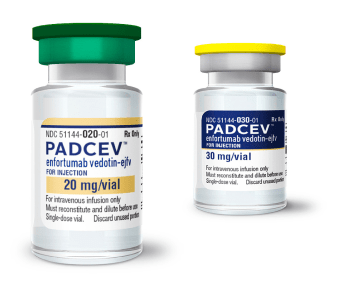 NDC 51144-020-01 Rx Only
PADCEV™
enfortumab vedotin-ejfv
FOR INJECTION
20 mg/vial
For intravenous infusion only
Must reconstitute and dilute before use
Single-dose vial. Discard unused portion
NDC 51144-030-01 Rx Only
PADCEV™
enfortumab vedotin-ejfv
FOR INJECTION
30 mg/vial
For intravenous infusion only
Must reconstitute and dilute before use
Single-dose vial. Discard unused portion